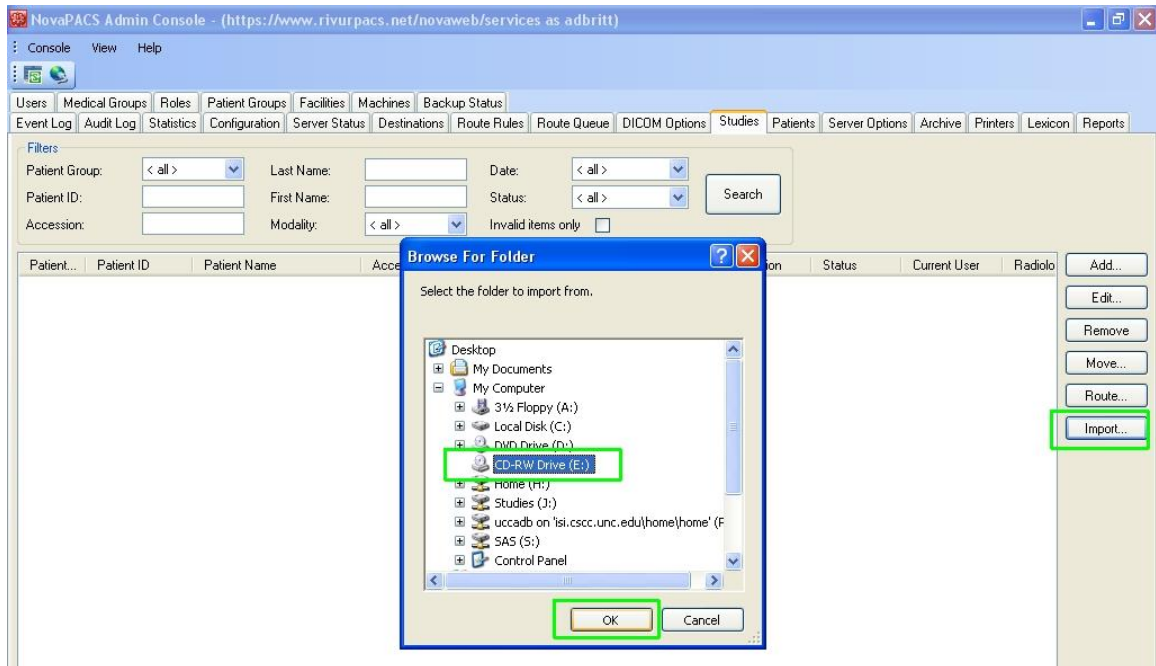 NovaPACS Admin Console - (https://www.rivurpacs.net/novaweb/services as adbritt)
Console View Help
Users Medical Groups Roles Patient Groups Facilities Machines Backup Status
Event Log Audit Log Statistics Configuration Server Status Destinations Route Rules Route Queue DICOM Options Studies Patients Server Options Archive Printers Lexicon Reports
Filters
Patient Group: < all > Last Name: Date: < all >
Patient ID: First Name: Status: < all > Search
Accession: Modality: < all > Invalid items only
Patient... Patient ID Patient Name Acce ion Status Current User Radiolo
Add...
Edit...
Remove
Move...
Route...
Import...
Browse For Folder
Select the folder to import from.
Desktop
My Documents
My Computer
3½ Floppy (A:)
Local Disk (C:)
DVD Drive (D:)
CD-RW Drive (E:)
Home (H:)
Studies (J:)
uccadb on 'isi.cscc.unc.edu\home\home' (F
SAS (S:)
Control Panel
OK Cancel